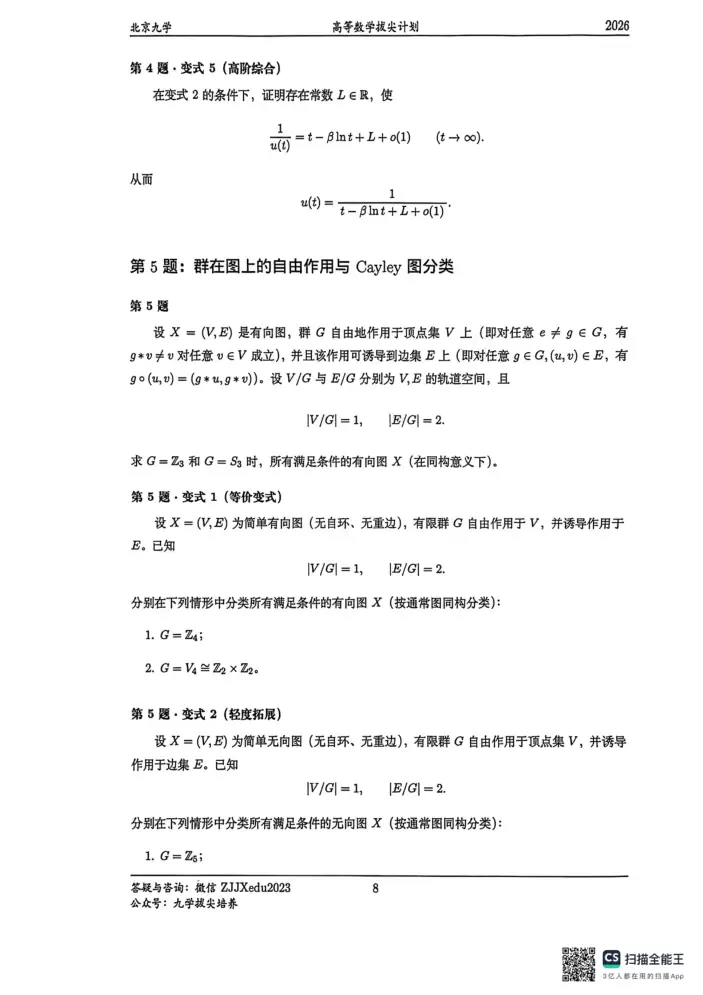 北京九学 高等数学拔尖计划 2026
第 4 题 · 变式 5（高阶综合）
在变式 2 的条件下，证明存在常数 L ∈ ℝ，使
1/u(t) = t − β ln t + L + o(1) (t → ∞).
从而
u(t) = 1/(t − β ln t + L + o(1)).
第 5 题：群在图上的自由作用与 Cayley 图分类
第 5 题
设 X = (V, E) 是有向图，群 G 自由地作用于顶点集 V 上（即对任意 e ≠ g ∈ G，有
g * v ≠ v 对任意 v ∈ V 成立），并且该作用可诱导到边集 E 上（即对任意 g ∈ G, (u, v) ∈ E，有
g ∘ (u, v) = (g * u, g * v)）。设 V/G 与 E/G 分别为 V, E 的轨道空间，且
|V/G| = 1, |E/G| = 2.
求 G = ℤ₃ 和 G = S₃ 时，所有满足条件的有向图 X（在同构意义下）。
第 5 题 · 变式 1（等价变式）
设 X = (V, E) 为简单有向图（无自环、无重边），有限群 G 自由作用于 V，并诱导作用于
E。已知
|V/G| = 1, |E/G| = 2.
分别在下列情形中分类所有满足条件的有向图 X（按通常图同构分类）：
1. G = ℤ₄；
2. G = V₄ ≅ ℤ₂ × ℤ₂。
第 5 题 · 变式 2（轻度拓展）
设 X = (V, E) 为简单无向图（无自环、无重边），有限群 G 自由作用于顶点集 V，并诱导
作用于边集 E。已知
|V/G| = 1, |E/G| = 2.
分别在下列情形中分类所有满足条件的无向图 X（按通常图同构分类）：
1. G = ℤ₅；
答疑与咨询：微信 ZJJXedu2023 8
公众号：九学拔尖培养
CS 扫描全能王
3亿人都在用的扫描App